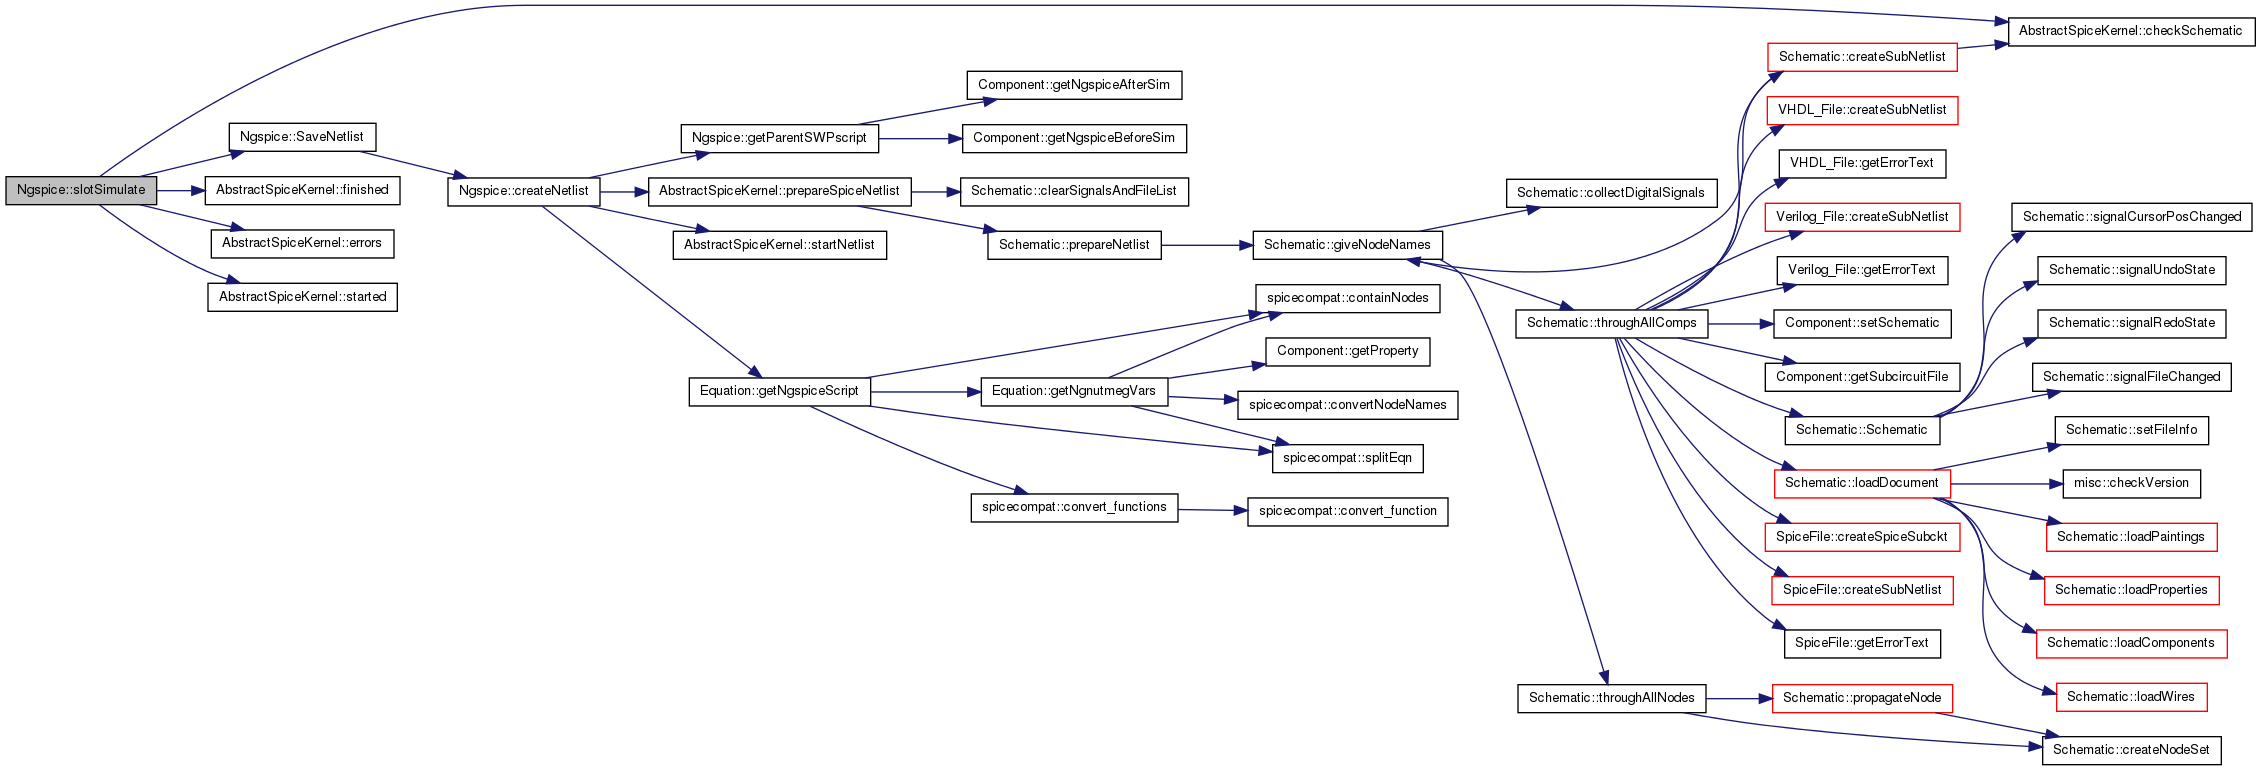 Ngspice::slotSimulate
Ngspice::SaveNetlist
AbstractSpiceKernel::finished
AbstractSpiceKernel::errors
AbstractSpiceKernel::started
Ngspice::createNetlist
Ngspice::getParentSWPscript
AbstractSpiceKernel::prepareSpiceNetlist
AbstractSpiceKernel::startNetlist
Equation::getNgspiceScript
Component::getNgspiceAfterSim
Component::getNgspiceBeforeSim
Schematic::clearSignalsAndFileList
Schematic::prepareNetlist
Equation::getNgnutmegVars
spicecompat::convert_functions
Schematic::giveNodeNames
spicecompat::containNodes
Component::getProperty
spicecompat::convertNodeNames
spicecompat::splitEqn
spicecompat::convert_function
Schematic::collectDigitalSignals
Schematic::throughAllComps
Schematic::throughAllNodes
Schematic::createSubNetlist
VHDL_File::createSubNetlist
VHDL_File::getErrorText
Verilog_File::createSubNetlist
Verilog_File::getErrorText
Component::setSchematic
Component::getSubcircuitFile
Schematic::Schematic
Schematic::loadDocument
SpiceFile::createSpiceSubckt
SpiceFile::createSubNetlist
SpiceFile::getErrorText
Schematic::propagateNode
AbstractSpiceKernel::checkSchematic
Schematic::signalCursorPosChanged
Schematic::signalUndoState
Schematic::signalRedoState
Schematic::signalFileChanged
Schematic::setFileInfo
misc::checkVersion
Schematic::loadPaintings
Schematic::loadProperties
Schematic::loadComponents
Schematic::loadWires
Schematic::createNodeSet